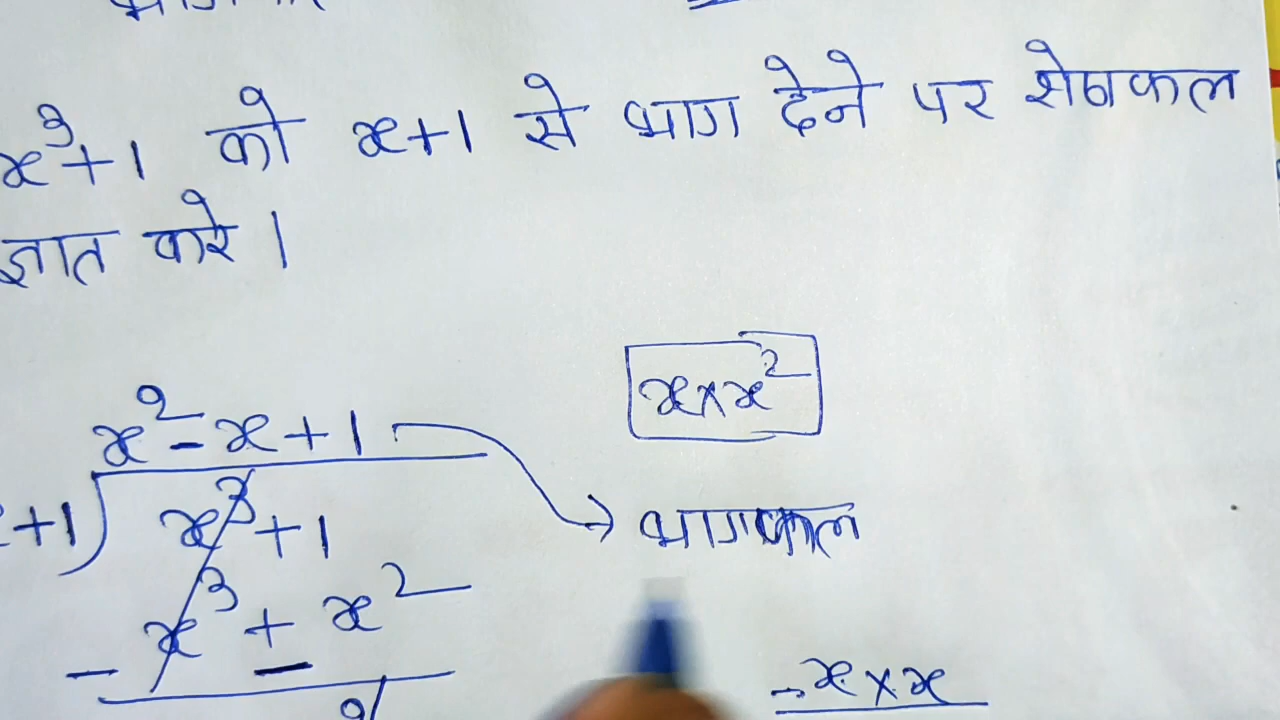 x³+1 को x+1 से भाग देने पर शेषफल
ज्ञात करे।
x×x²
x²-x+1
+1) x³+1
→ भागफल
x³ + x²
-
-
→x×x